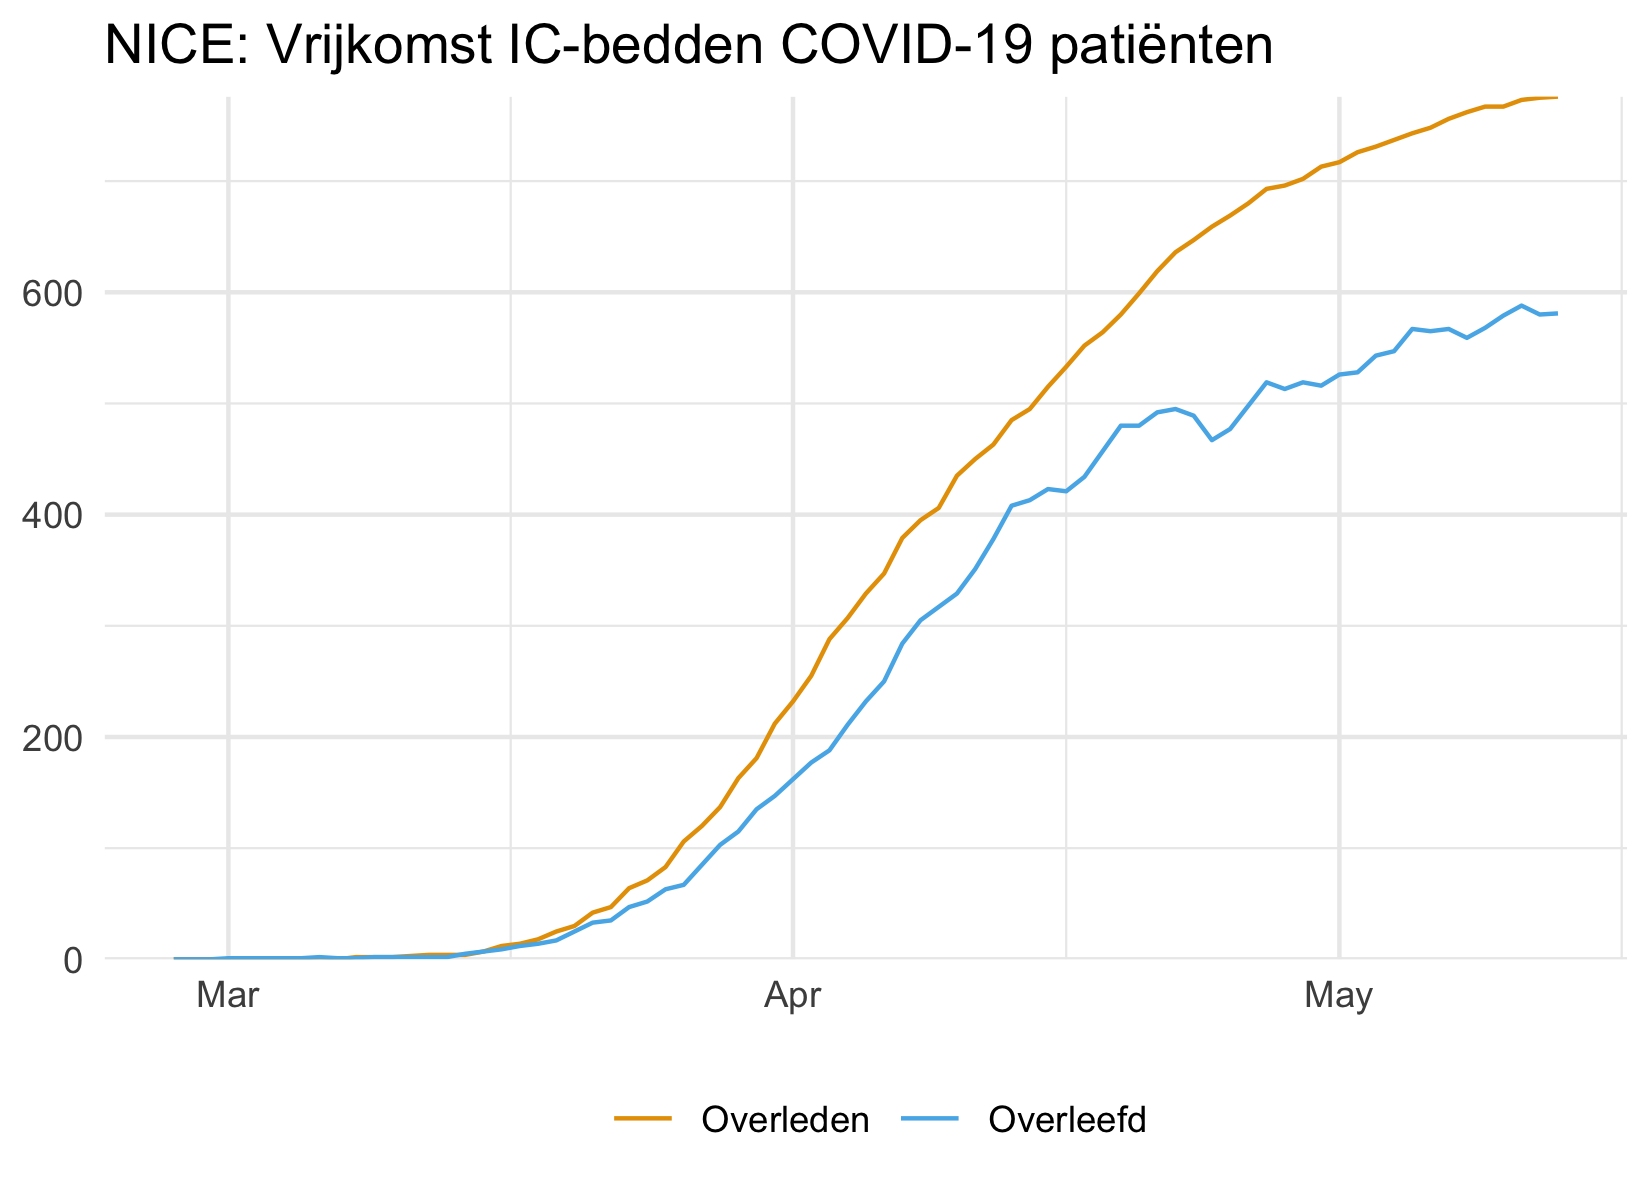 NICE: Vrijkomst IC-bedden COVID-19 patiënten
600
400
200
0
Mar Apr May
Overleden Overleefd